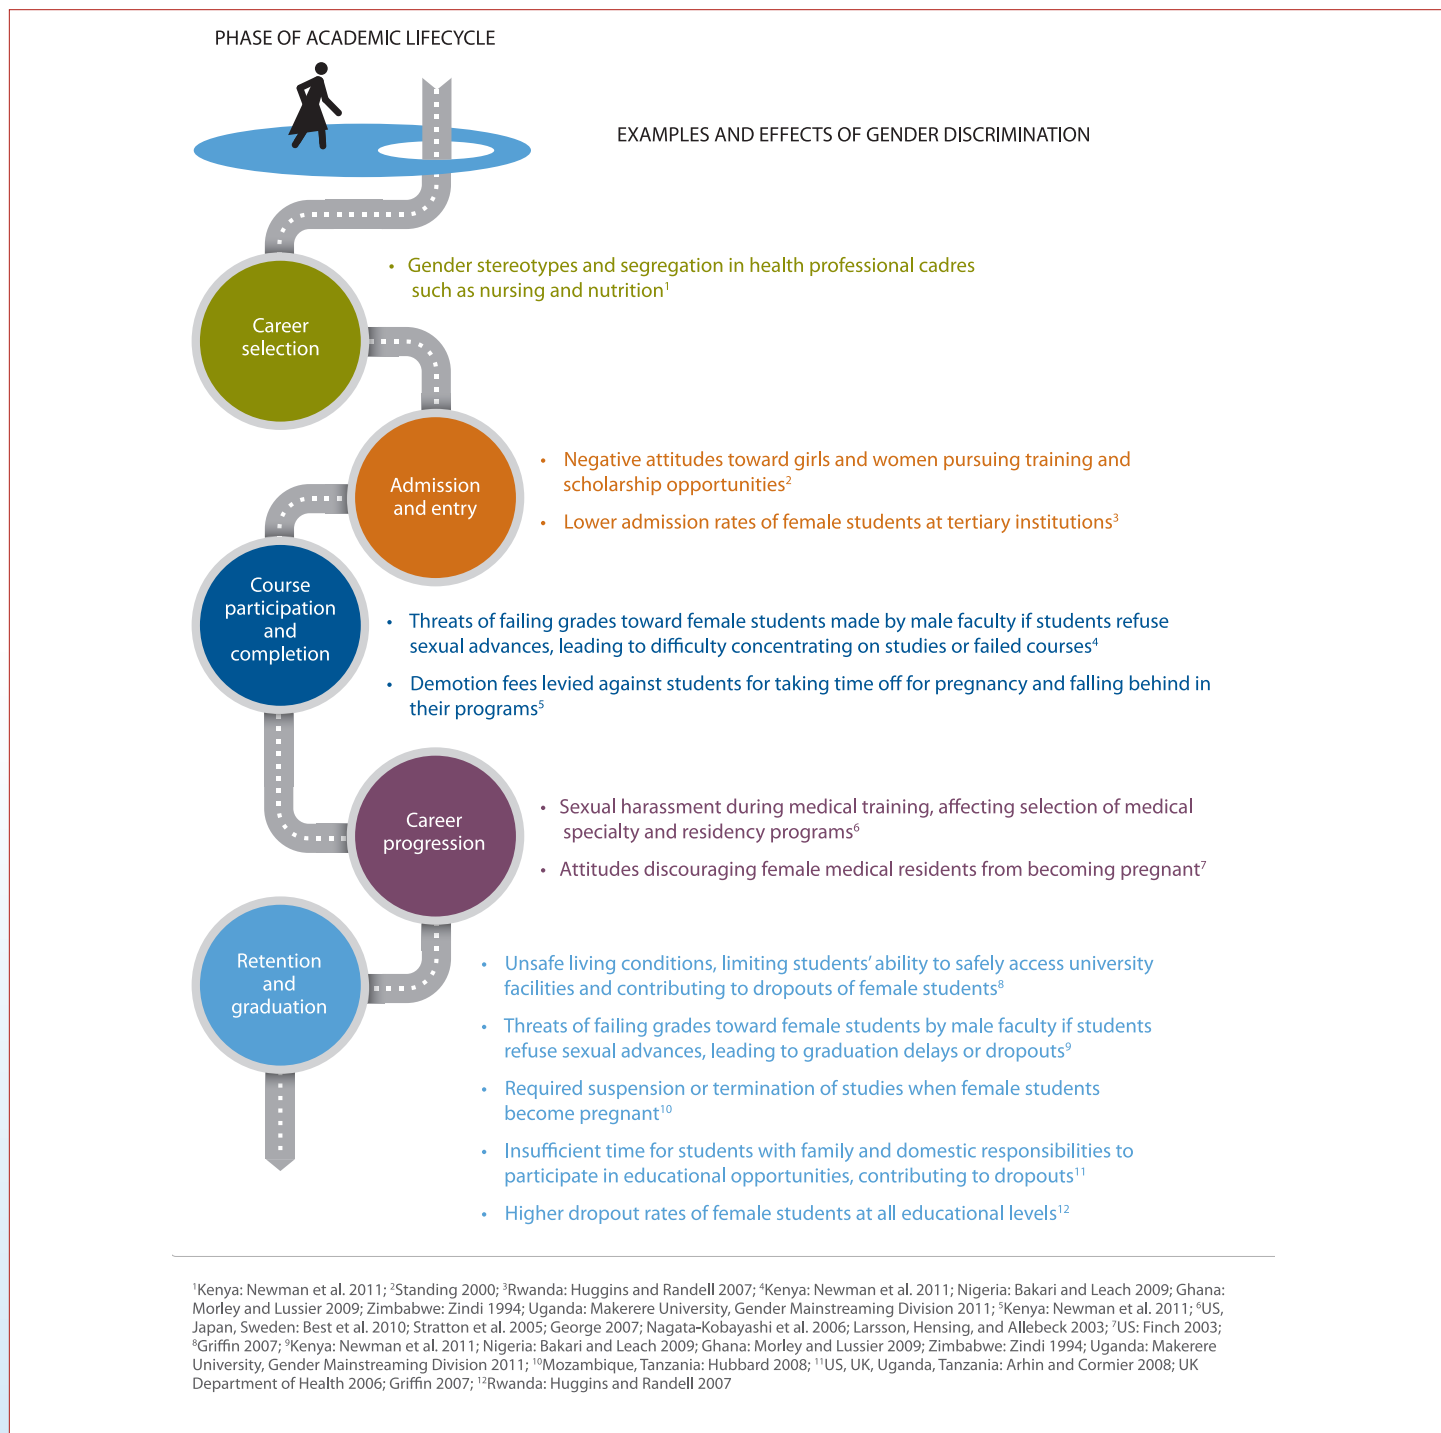 PHASE OF ACADEMIC LIFECYCLE
EXAMPLES AND EFFECTS OF GENDER DISCRIMINATION
Career
selection
• Gender stereotypes and segregation in health professional cadres
such as nursing and nutrition¹
Admission
and entry
• Negative attitudes toward girls and women pursuing training and
scholarship opportunities²
• Lower admission rates of female students at tertiary institutions³
Course
participation
and
completion
• Threats of failing grades toward female students made by male faculty if students refuse
sexual advances, leading to difficulty concentrating on studies or failed courses⁴
• Demotion fees levied against students for taking time off for pregnancy and falling behind in
their programs⁵
Career
progression
• Sexual harassment during medical training, affecting selection of medical
specialty and residency programs⁶
• Attitudes discouraging female medical residents from becoming pregnant⁷
Retention
and
graduation
• Unsafe living conditions, limiting students’ ability to safely access university
facilities and contributing to dropouts of female students⁸
• Threats of failing grades toward female students by male faculty if students
refuse sexual advances, leading to graduation delays or dropouts⁹
• Required suspension or termination of studies when female students
become pregnant¹⁰
• Insufficient time for students with family and domestic responsibilities to
participate in educational opportunities, contributing to dropouts¹¹
• Higher dropout rates of female students at all educational levels¹²
¹Kenya: Newman et al. 2011; ²Standing 2000; ³Rwanda: Huggins and Randell 2007; ⁴Kenya: Newman et al. 2011; Nigeria: Bakari and Leach 2009; Ghana:
Morley and Lussier 2009; Zimbabwe: Zindi 1994; Uganda: Makerere University, Gender Mainstreaming Division 2011; ⁵Kenya: Newman et al. 2011; ⁶US,
Japan, Sweden: Best et al. 2010; Stratton et al. 2005; George 2007; Nagata-Kobayashi et al. 2006; Larsson, Hensing, and Allebeck 2003; ⁷US: Finch 2003;
⁸Griffin 2007; ⁹Kenya: Newman et al. 2011; Nigeria: Bakari and Leach 2009; Ghana: Morley and Lussier 2009; Zimbabwe: Zindi 1994; Uganda: Makerere
University, Gender Mainstreaming Division 2011; ¹⁰Mozambique, Tanzania: Hubbard 2008; ¹¹US, UK, Uganda, Tanzania: Arhin and Cormier 2008; UK
Department of Health 2006; Griffin 2007; ¹²Rwanda: Huggins and Randell 2007